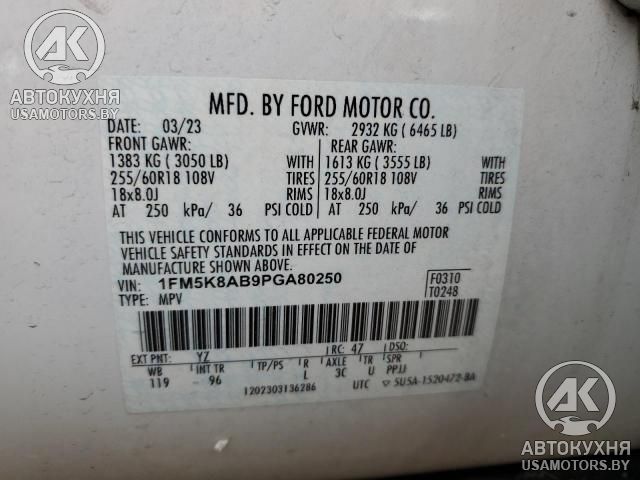 АК
АВТОКУХНЯ
USAMOTORS.BY
MFD. BY FORD MOTOR CO.
DATE: 03/23 GVWR: 2932 KG ( 6465 LB)
FRONT GAWR: REAR GAWR:
1383 KG ( 3050 LB) WITH 1613 KG ( 3555 LB) WITH
255/60R18 108V TIRES 255/60R18 108V TIRES
18x8.0J RIMS 18x8.0J RIMS
AT 250 kPa/ 36 PSI COLD AT 250 kPa/ 36 PSI COLD
THIS VEHICLE CONFORMS TO ALL APPLICABLE FEDERAL MOTOR
VEHICLE SAFETY STANDARDS IN EFFECT ON THE DATE OF
MANUFACTURE SHOWN ABOVE.
VIN: 1FM5K8AB9PGA80250 F0310
TYPE: MPV T0248
EXT PNT: YZ RC: 47 DSO:
WB INT TR TP/PS R AXLE TR SPR
119 96 L 3C U PPJJ
1202303136286 UTC SU5A-1520472-BA
АК
АВТОКУХНЯ
USAMOTORS.BY